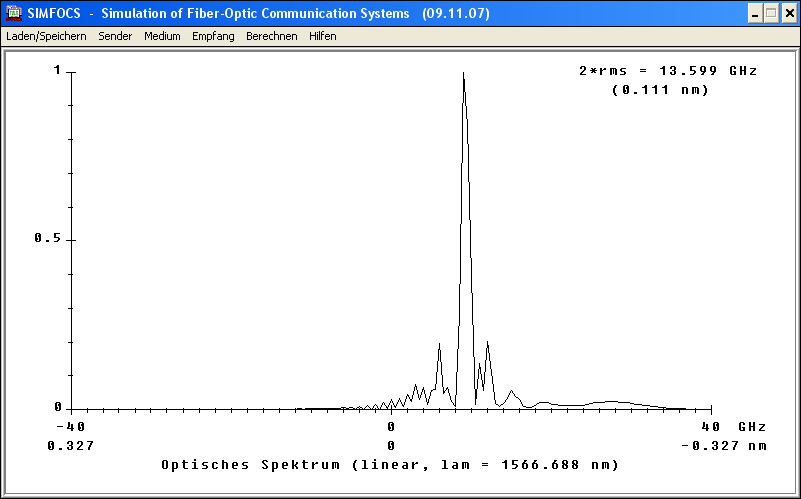 SIMFOCS - Simulation of Fiber-Optic Communication Systems (09.11.07)
Laden/Speichern Sender Medium Empfang Berechnen Hilfen
1
2*rms = 13.599 GHz
(0.111 nm)
0.5
0
-40 0 40 GHz
0.327 0 -0.327 nm
Optisches Spektrum (linear, lam = 1566.688 nm)